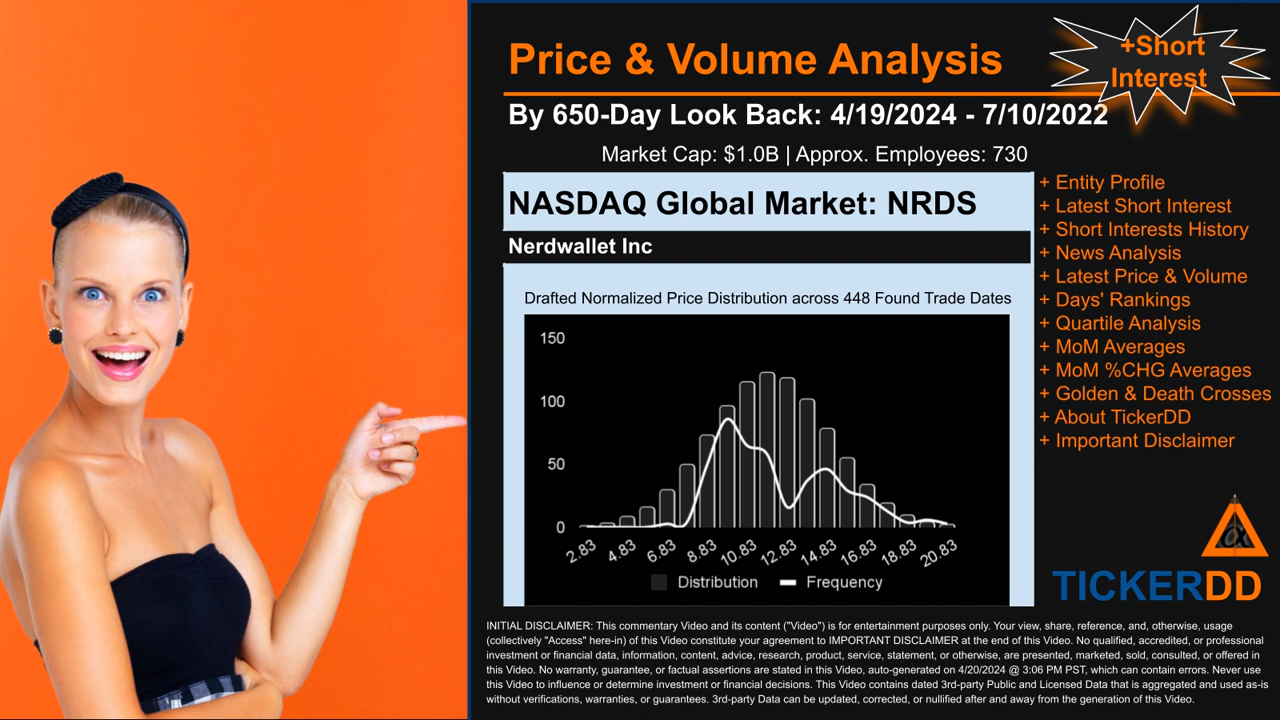 Price & Volume Analysis
+Short
Interest
By 650-Day Look Back: 4/19/2024 - 7/10/2022
Market Cap: $1.0B | Approx. Employees: 730
NASDAQ Global Market: NRDS
Nerdwallet Inc
Drafted Normalized Price Distribution across 448 Found Trade Dates
150
100
50
0
2.83 4.83 6.83 8.83 10.83 12.83 14.83 16.83 18.83 20.83
Distribution Frequency
+ Entity Profile
+ Latest Short Interest
+ Short Interests History
+ News Analysis
+ Latest Price & Volume
+ Days' Rankings
+ Quartile Analysis
+ MoM Averages
+ MoM %CHG Averages
+ Golden & Death Crosses
+ About TickerDD
+ Important Disclaimer
TICKERDD
INITIAL DISCLAIMER: This commentary Video and its content ("Video") is for entertainment purposes only. Your view, share, reference, and, otherwise, usage
(collectively "Access" here-in) of this Video constitute your agreement to IMPORTANT DISCLAIMER at the end of this Video. No qualified, accredited, or professional
investment or financial data, information, content, advice, research, product, service, statement, or otherwise, are presented, marketed, sold, consulted, or offered in
this Video. No warranty, guarantee, or factual assertions are stated in this Video, auto-generated on 4/20/2024 @ 3:06 PM PST, which can contain errors. Never use
this Video to influence or determine investment or financial decisions. This Video contains dated 3rd-party Public and Licensed Data that is aggregated and used as-is
without verifications, warranties, or guarantees. 3rd-party Data can be updated, corrected, or nullified after and away from the generation of this Video.